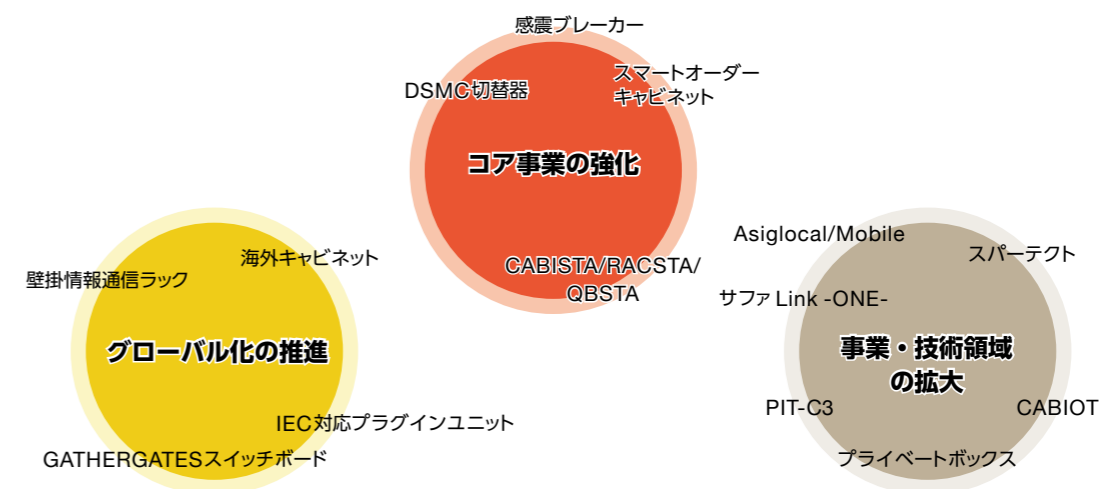 感震ブレーカー
スマートオーダー
キャビネット
DSMC切替器
コア事業の強化
CABISTA/RACSTA/
QBSTA
海外キャビネット
壁掛情報通信ラック
グローバル化の推進
IEC対応プラグインユニット
GATHERGATESスイッチボード
Asiglocal/Mobile
スパーテクト
サファ Link -ONE-
事業・技術領域
の拡大
PIT-C3
CABIOT
プライベートボックス